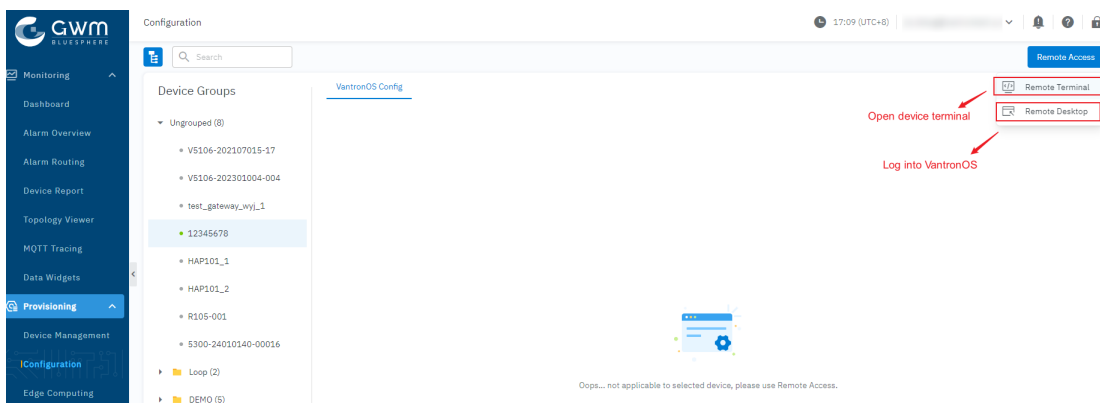 GWM
BLUESPHERE
Configuration
17:09 (UTC+8)
Search
Remote Access
Monitoring
Dashboard
Alarm Overview
Alarm Routing
Device Report
Topology Viewer
MQTT Tracing
Data Widgets
Provisioning
Device Management
Configuration
Edge Computing
Device Groups
Ungrouped (8)
V5106-202107015-17
V5106-202301004-004
test_gateway_wyj_1
12345678
HAP101_1
HAP101_2
R105-001
5300-24010140-00016
Loop (2)
DEMO (5)
VantronOS Config
Remote Terminal
Remote Desktop
Open device terminal
Log into VantronOS
Oops... not applicable to selected device, please use Remote Access.